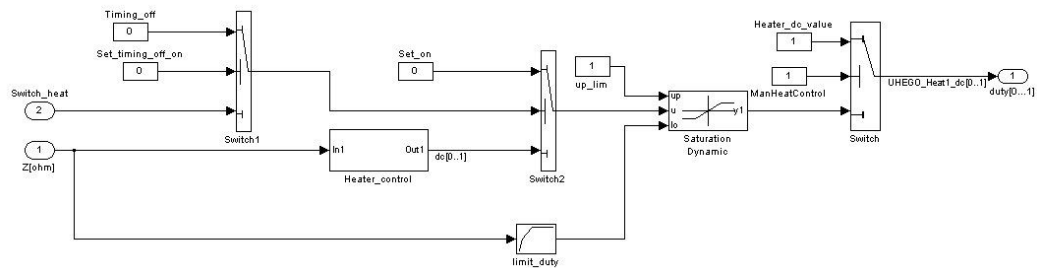 Timing_off
0
Set_timing_off_on
0
Switch_heat
2
Switch1
1
Z[ohm]
In1
Out1
Heater_control
dc[0..1]
Set_on
0
Switch2
limit_duty
1
up_lim
up
u
lo
y1
Saturation
Dynamic
Heater_dc_value
1
1
ManHeatControl
Switch
UHEGO_Heat1_dc[0..1]
1
duty[0...1]